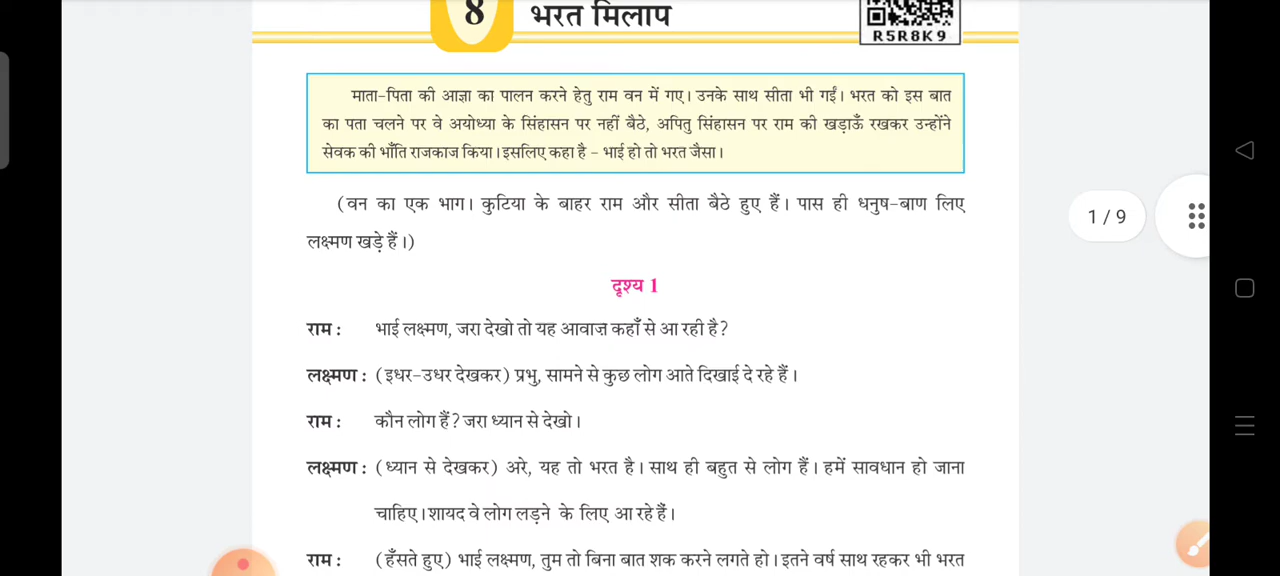 8
भरत मिलाप
R5R8K9
माता-पिता की आज्ञा का पालन करने हेतु राम वन में गए। उनके साथ सीता भी गईं। भरत को इस बात
का पता चलने पर वे अयोध्या के सिंहासन पर नहीं बैठे, अपितु सिंहासन पर राम की खड़ाऊँ रखकर उन्होंने
सेवक की भाँति राजकाज किया। इसलिए कहा है – भाई हो तो भरत जैसा।
(वन का एक भाग। कुटिया के बाहर राम और सीता बैठे हुए हैं। पास ही धनुष-बाण लिए
लक्ष्मण खड़े हैं।)
1 / 9
दृश्य 1
राम : भाई लक्ष्मण, जरा देखो तो यह आवाज़ कहाँ से आ रही है?
लक्ष्मण : (इधर-उधर देखकर) प्रभु, सामने से कुछ लोग आते दिखाई दे रहे हैं।
राम : कौन लोग हैं? जरा ध्यान से देखो।
लक्ष्मण : (ध्यान से देखकर) अरे, यह तो भरत है। साथ ही बहुत से लोग हैं। हमें सावधान हो जाना
चाहिए। शायद वे लोग लड़ने के लिए आ रहे हैं।
राम : (हँसते हुए) भाई लक्ष्मण, तुम तो बिना बात शक करने लगते हो। इतने वर्ष साथ रहकर भी भरत